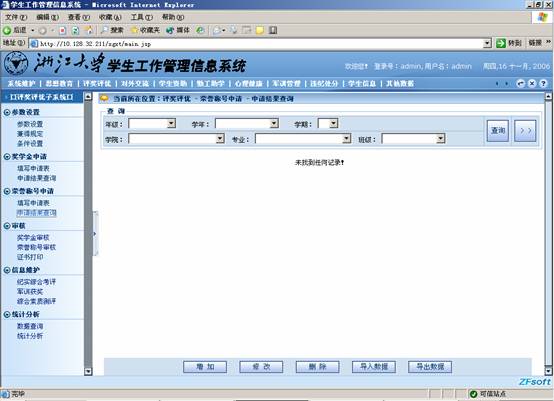 学生工作管理信息系统 - Microsoft Internet Explorer
文件(F) 编辑(E) 查看(V) 收藏(A) 工具(T) 帮助(H)
后退 搜索 收藏夹 媒体
地址(D) http://10.128.32.211/xgxt/main.jsp 转到 链接 »
浙江大学 学生工作管理信息系统 欢迎您! 登录号:admin,用户名:admin 周四,16 十一月, 2006
系统维护 | 思想教育 | 评奖评优 | 对外交流 | 学生资助 | 勤工助学 | 心理健康 | 军训管理 | 违纪处分 | 学生信息 | 其他数据
口评奖评优子系统口
当前所在位置:评奖评优 - 荣誉称号申请 - 申请结果查询
参数设置
参数设置
兼得规定
条件设置
奖学金申请
填写申请表
申请结果查询
荣誉称号申请
填写申请表
申请结果查询
审核
奖学金审核
荣誉称号审核
证书打印
信息维护
纪实综合考评
军训获奖
综合素质测评
统计分析
数据查询
统计分析
查 询
年级: 学年: 学期:
学院: 专业: 班级:
查询 >>
未找到任何记录!
增 加 修 改 删 除 导入数据 导出数据
ZFsoft
完毕 可信站点